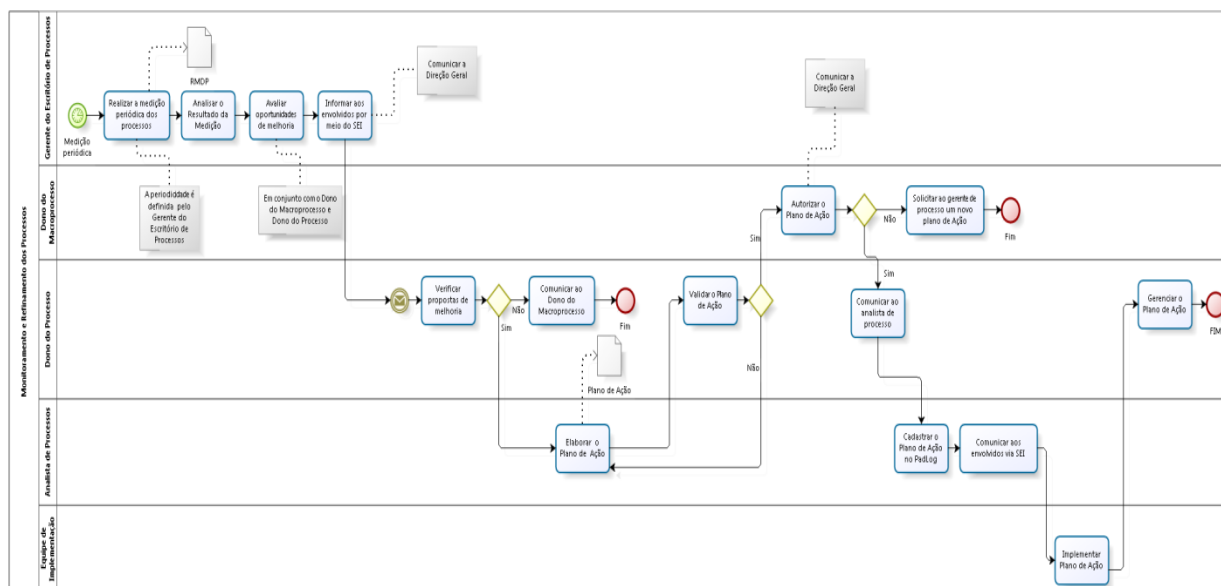 Monitoramento e Refinamento dos Processos
Gerente do Escritório de Processos
RMDP
Comunicar a
Direção Geral
Comunicar a
Direção Geral
Medição
periódica
Realizar a medição
periódica dos
processos
Analisar o
Resultado da
Medição
Avaliar
oportunidades
de melhoria
Informar aos
envolvidos por
meio do SEI
Dono do
Macroprocesso
A periodicidade é
definida pelo
Gerente do
Escritório de
Processos
Em conjunto com o Dono
do Macroprocesso e
Dono do Processo
Autorizar o
Plano de Ação
Não
Solicitar ao gerente de
processo um novo
plano de Ação
Fim
Sim
Sim
Dono do Processo
Verificar
propostas de
melhoria
Não
Sim
Comunicar ao
Dono do
Macroprocesso
Fim
Validar o Plano
de Ação
Não
Comunicar ao
analista de
processo
Gerenciar o
Plano de Ação
FIM
Plano de Ação
Analista de Processos
Elaborar o
Plano de Ação
Cadastrar o
Plano de Ação
no PadLog
Comunicar aos
envolvidos via SEI
Equipe de
Implementação
Implementar
Plano de Ação